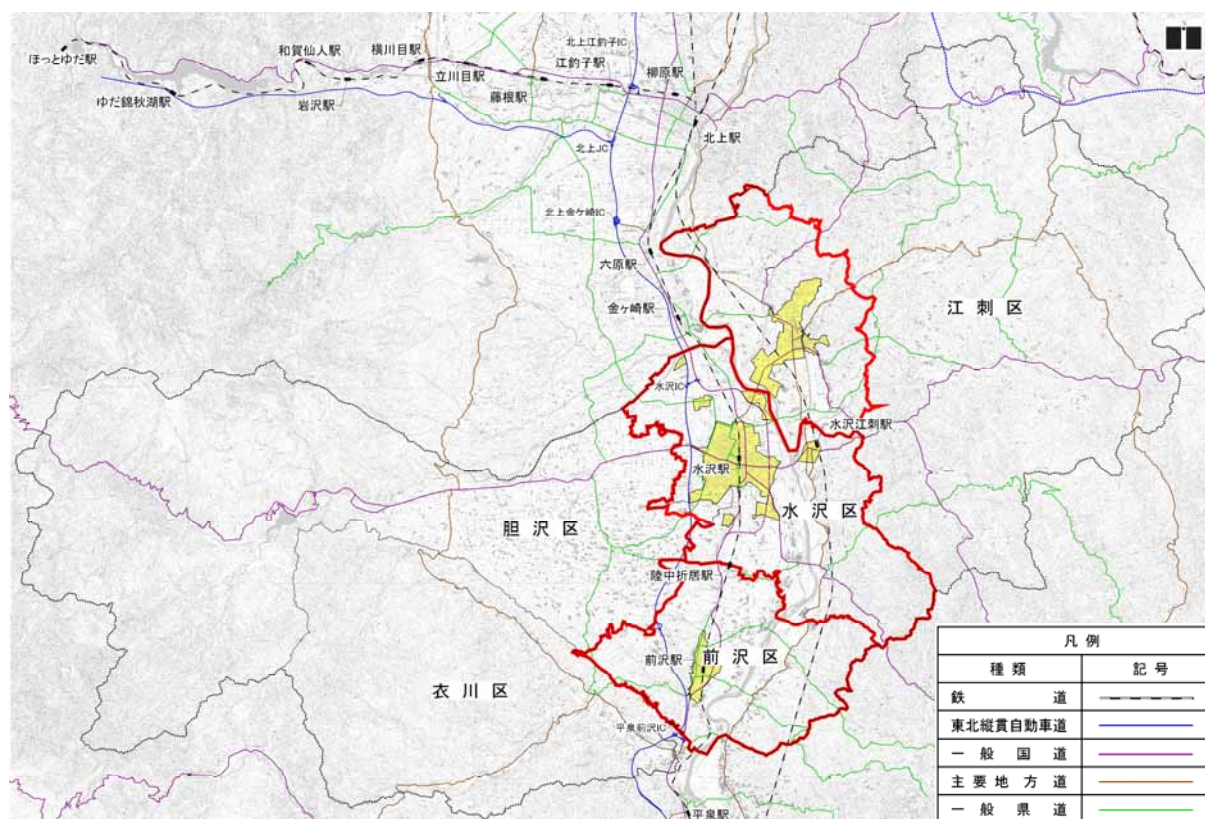 ほっとゆだ駅
和賀仙人駅
横川目駅
北上江釣子IC
江釣子駅
柳原駅
立川目駅
ゆだ錦秋湖駅
岩沢駅
藤根駅
北上駅
北上JC
北上金ケ崎IC
六原駅
金ヶ崎駅
江刺区
水沢IC
水沢江刺駅
水沢駅
水沢区
胆沢区
陸中折居駅
前沢駅
前沢区
衣川区
平泉前沢IC
平泉駅
凡例
種類 記号
鉄道
東北縦貫自動車道
一般国道
主要地方道
一般県道